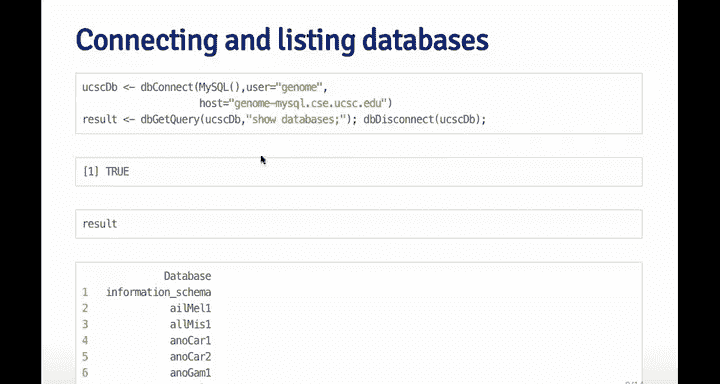 Connecting and listing databases
ucscDb <- dbConnect(MySQL(),user="genome",
host="genome-mysql.cse.ucsc.edu")
result <- dbGetQuery(ucscDb,"show databases;"); dbDisconnect(ucscDb);
[1] TRUE
result
Database
1 information_schema
2 ailMel1
3 allMis1
4 anoCar1
5 anoCar2
6 anoGam1